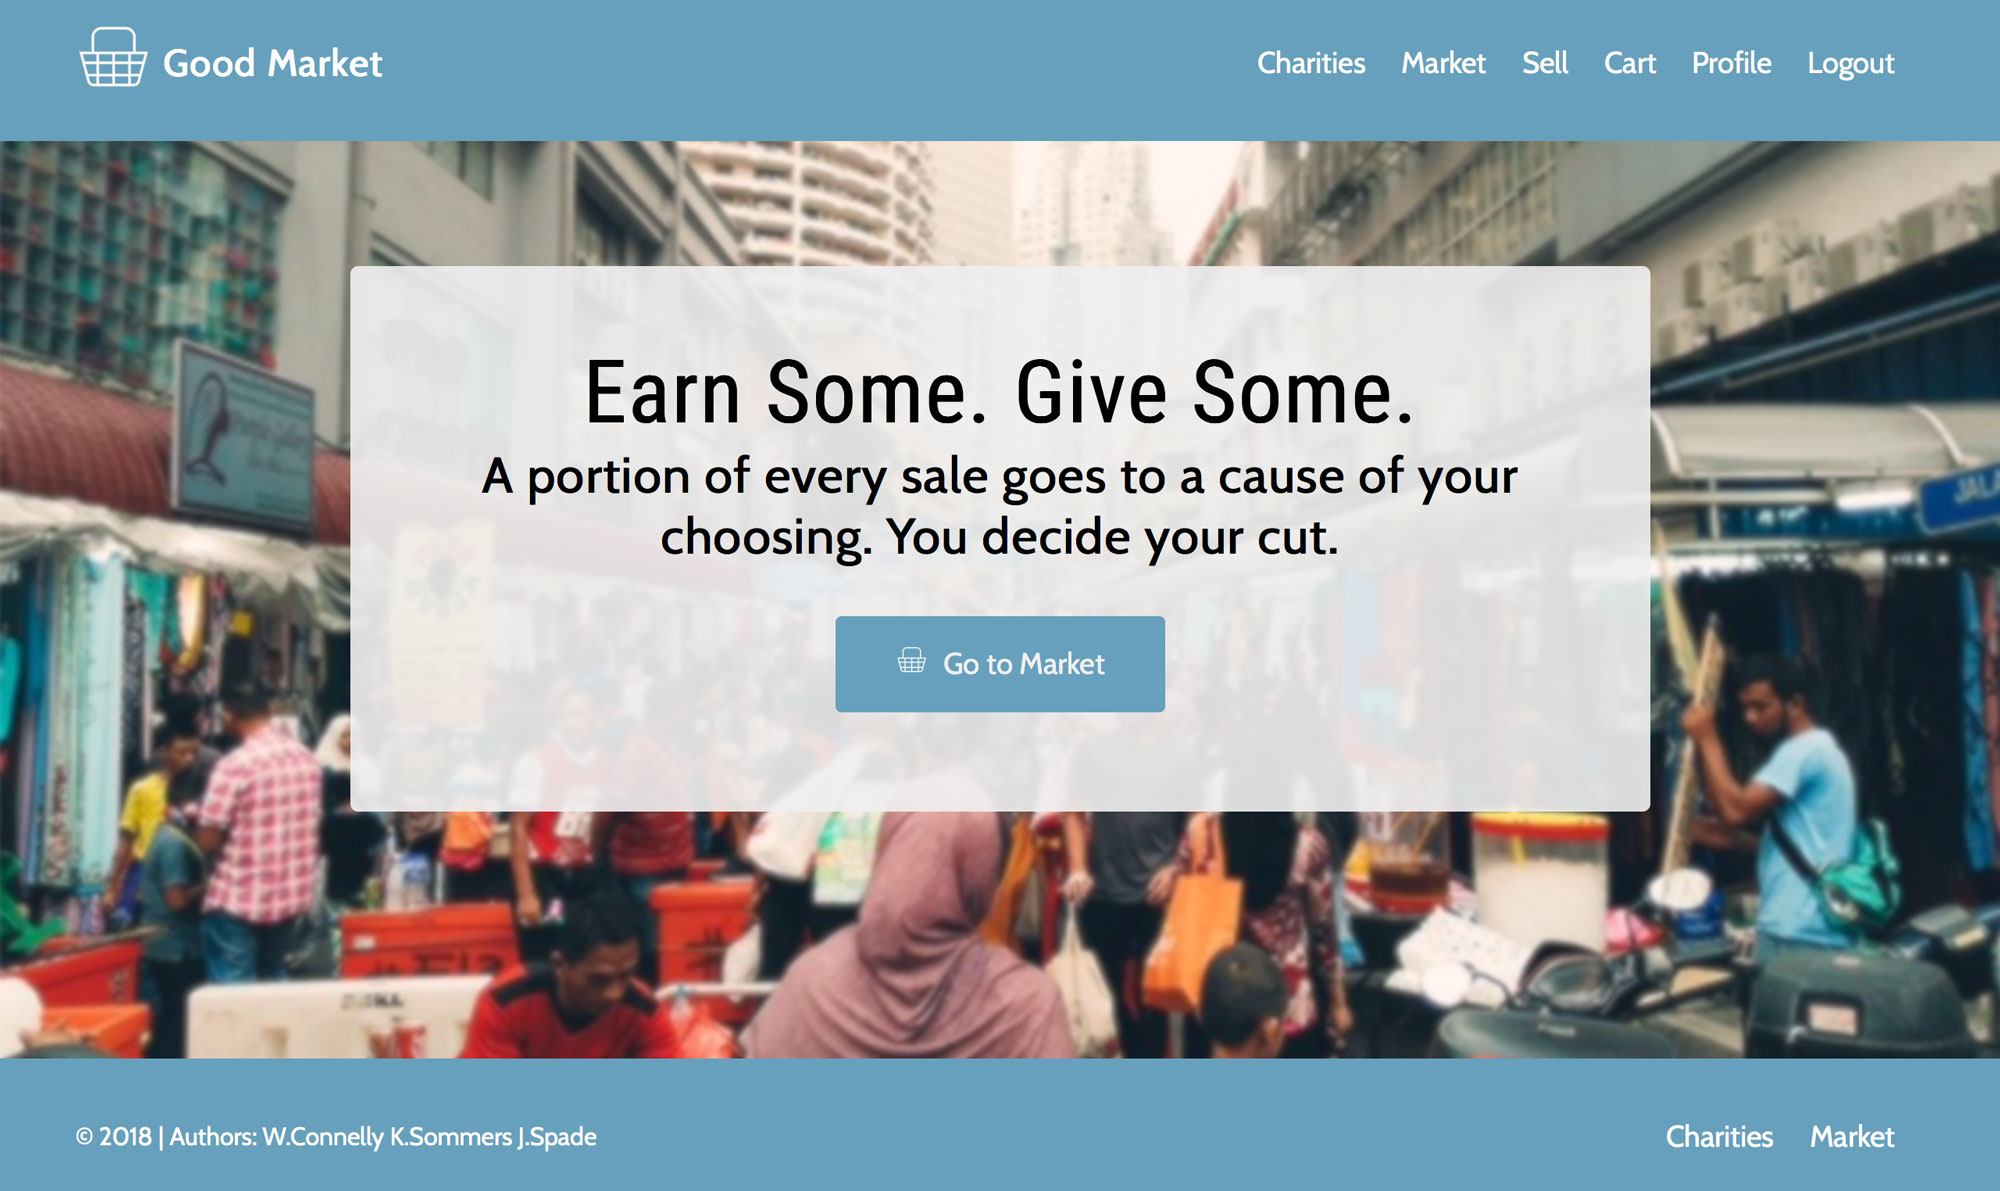 Good Market
Charities Market Sell Cart Profile Logout
Earn Some. Give Some.
A portion of every sale goes to a cause of your
choosing. You decide your cut.
Go to Market
JALA
© 2018 | Authors: W.Connelly K.Sommers J.Spade
Charities Market